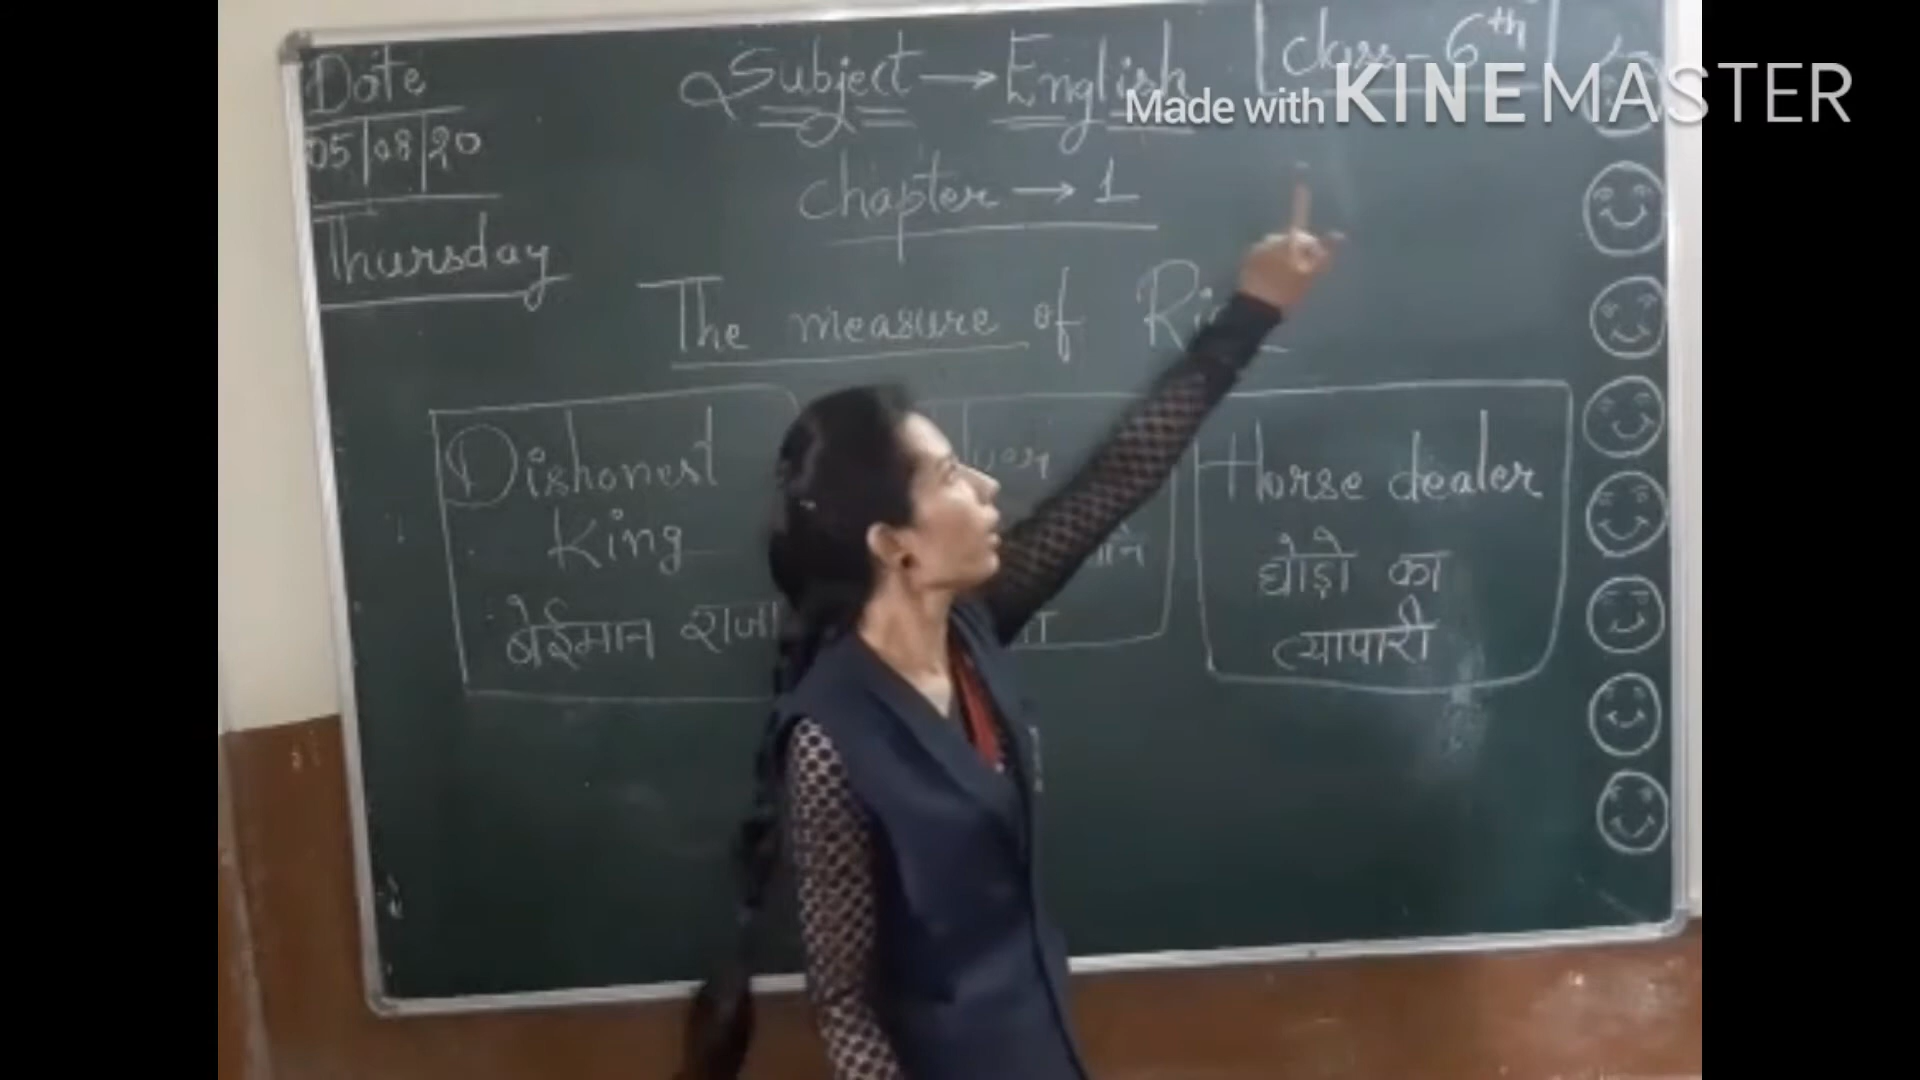 Date
05|08|20
Thursday
Subject → English
Class - 6th
Made with KINEMASTER
Chapter → 1
The measure of
Dishonest
King
बेईमान राजा
Horse dealer
घोड़ो का
व्यापारी